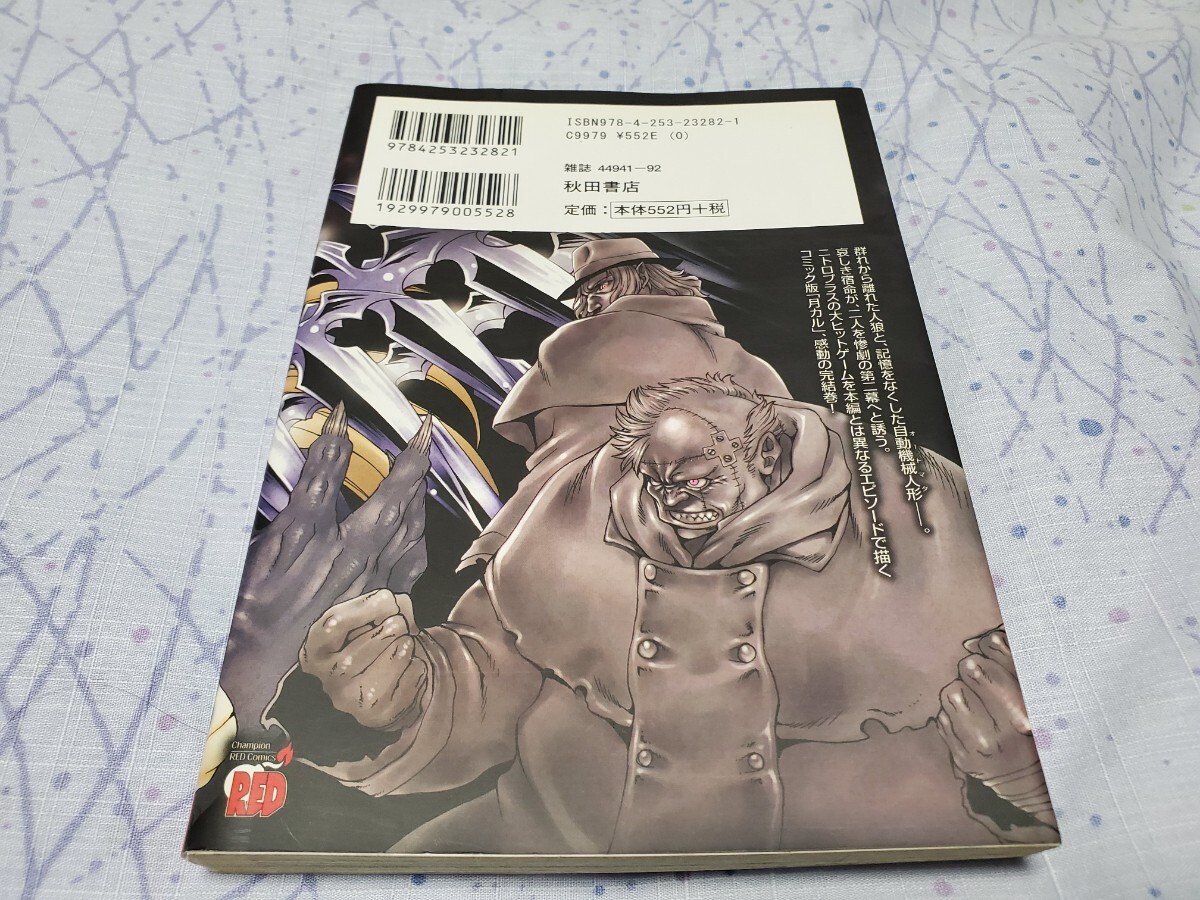 ISBN978-4-253-23282-1
C9979 ¥552E (0)
9784253232821
雑誌 44941-92
秋田書店
1929979005528
定価：本体552円+税
群れから離れた人狼と、記憶をなくした自動機械人形——。
オートマタ
哀しき宿命が、二人を惨劇の第二幕へと誘う。
ニトロプラスの大ヒットゲームを本編とは異なるエピソードで描く
コミック版「月カル」、感動の完結巻！
Champion
RED Comics
RED